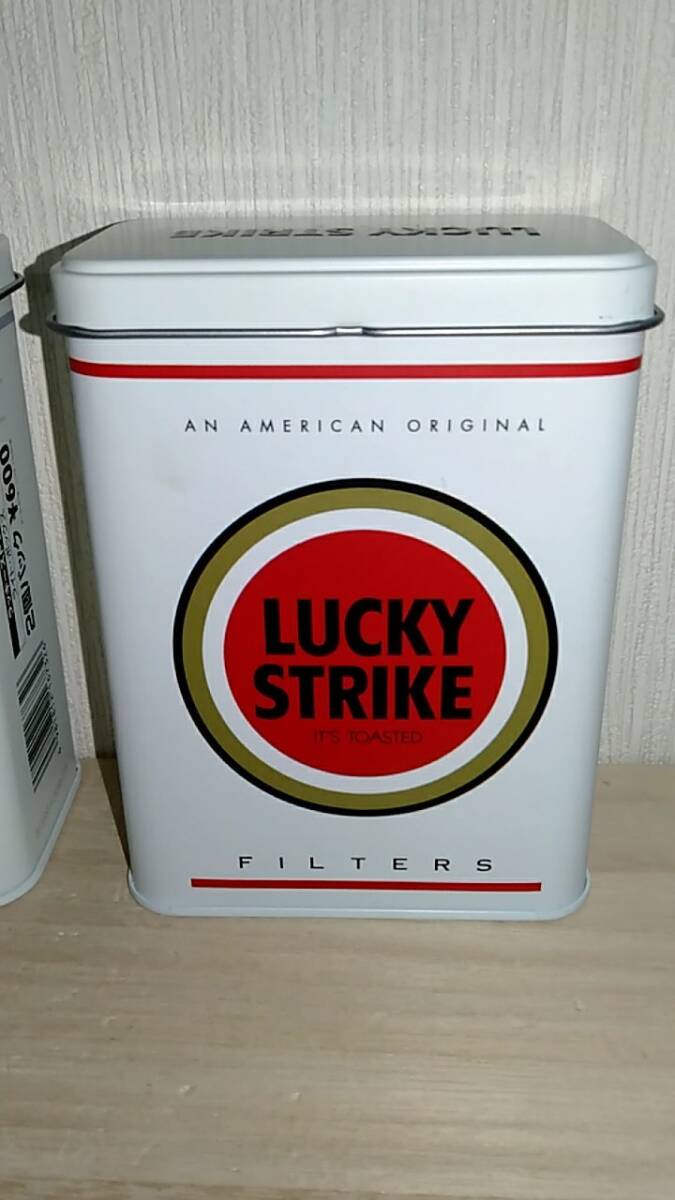 LUCKY STRIKE
AN AMERICAN ORIGINAL
LUCKY
STRIKE
IT'S TOASTED
FILTERS